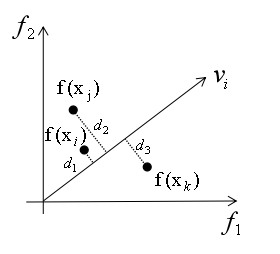 f₂
vᵢ
f(xⱼ)
d₂
f(xᵢ)
d₃
d₁
f(xₖ)
f₁